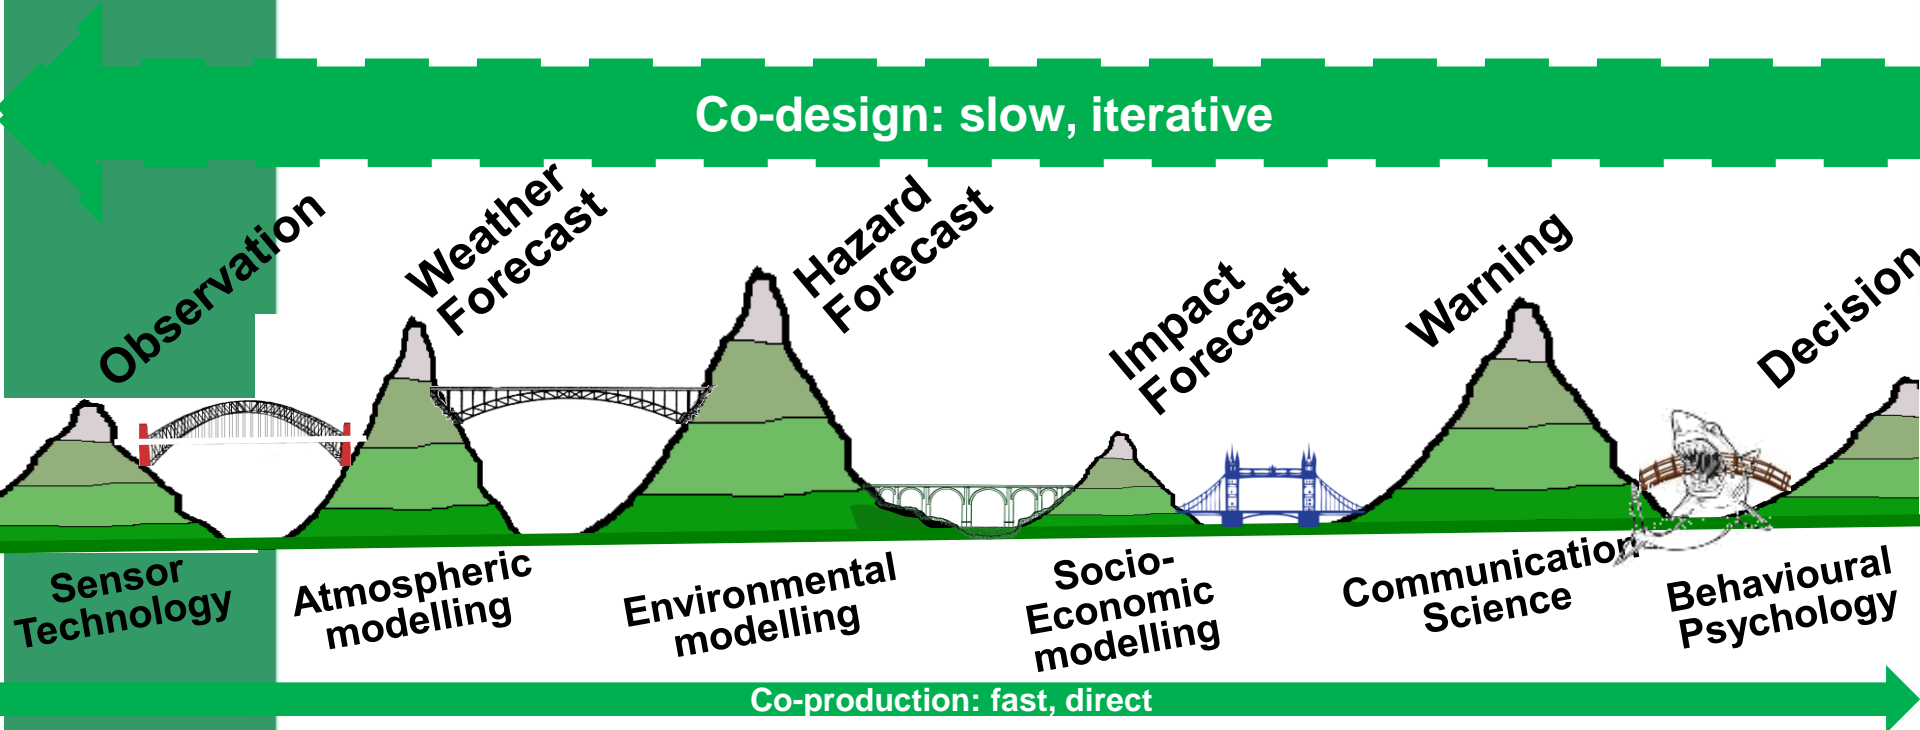 Co-design: slow, iterative
Observation
Weather
Forecast
Hazard
Forecast
Impact
Forecast
Warning
Decision
Sensor
Technology
Atmospheric
modelling
Environmental
modelling
Socio-
Economic
modelling
Communication
Science
Behavioural
Psychology
Co-production: fast, direct